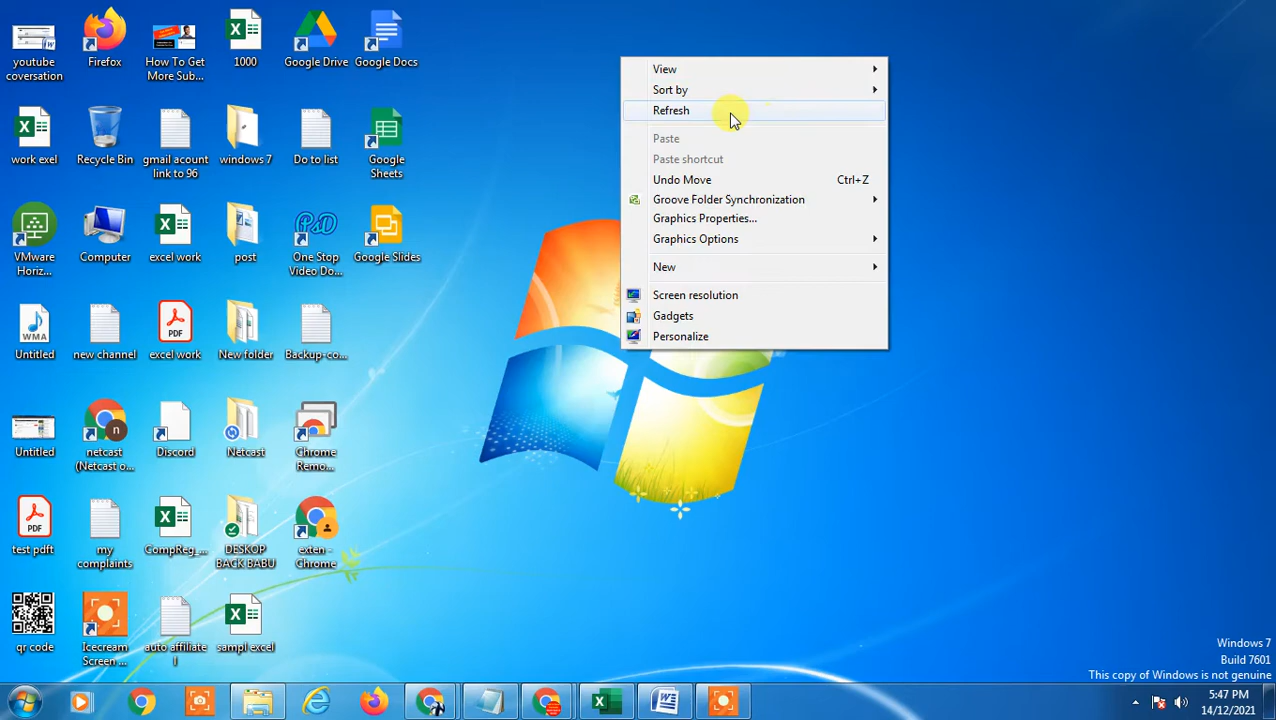 youtube
coversation
Firefox
How To Get
More Sub...
1000
Google Drive
Google Docs
work exel
Recycle Bin
gmail acount
link to 96
windows 7
Do to list
Google
Sheets
VMware
Horiz...
Computer
excel work
post
One Stop
Video Do...
Google Slides
Untitled
new channel
excel work
New folder
Backup-co...
Untitled
netcast
(Netcast o...
Discord
Netcast
Chrome
Remo...
test pdft
my
complaints
CompReg_...
DESKOP
BACK BABU
exten -
Chrome
qr code
Icecream
Screen ...
auto affiliate
l
sampl excel
View
Sort by
Refresh
Paste
Paste shortcut
Undo Move Ctrl+Z
Groove Folder Synchronization
Graphics Properties...
Graphics Options
New
Screen resolution
Gadgets
Personalize
Windows 7
Build 7601
This copy of Windows is not genuine
5:47 PM
14/12/2021